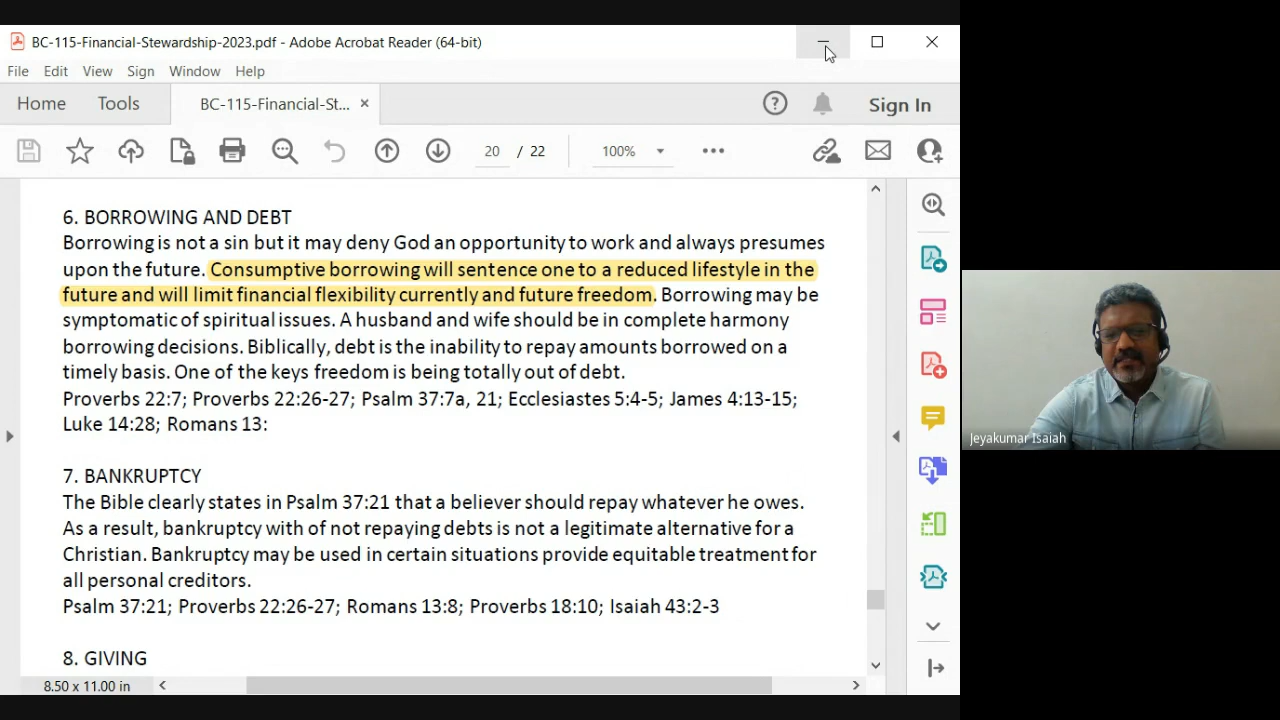 BC-115-Financial-Stewardship-2023.pdf - Adobe Acrobat Reader (64-bit)
File Edit View Sign Window Help
Home Tools BC-115-Financial-St... × Sign In
20 / 22 100%
6. BORROWING AND DEBT
Borrowing is not a sin but it may deny God an opportunity to work and always presumes
upon the future. Consumptive borrowing will sentence one to a reduced lifestyle in the
future and will limit financial flexibility currently and future freedom. Borrowing may be
symptomatic of spiritual issues. A husband and wife should be in complete harmony
borrowing decisions. Biblically, debt is the inability to repay amounts borrowed on a
timely basis. One of the keys freedom is being totally out of debt.
Proverbs 22:7; Proverbs 22:26-27; Psalm 37:7a, 21; Ecclesiastes 5:4-5; James 4:13-15;
Luke 14:28; Romans 13:
Jeyakumar Isaiah
7. BANKRUPTCY
The Bible clearly states in Psalm 37:21 that a believer should repay whatever he owes.
As a result, bankruptcy with of not repaying debts is not a legitimate alternative for a
Christian. Bankruptcy may be used in certain situations provide equitable treatment for
all personal creditors.
Psalm 37:21; Proverbs 22:26-27; Romans 13:8; Proverbs 18:10; Isaiah 43:2-3
8. GIVING
8.50 x 11.00 in